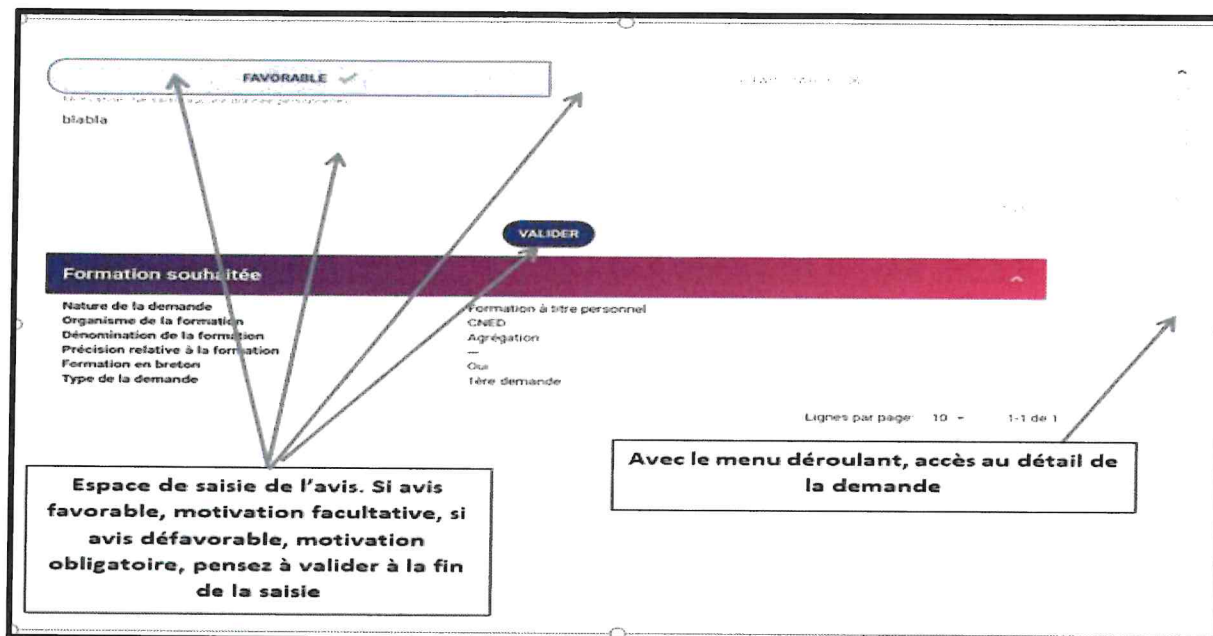 FAVORABLE
blabla
VALIDER
Formation souhaitée
Nature de la demande Formation à titre personnel
Organisme de la formation CNED
Dénomination de la formation Agrégation
Précision relative à la formation —
Formation en breton Oui
Type de la demande 1ère demande
Lignes par page: 10 1-1 de 1
Espace de saisie de l'avis. Si avis
favorable, motivation facultative, si
avis défavorable, motivation
obligatoire, pensez à valider à la fin
de la saisie
Avec le menu déroulant, accès au détail de
la demande